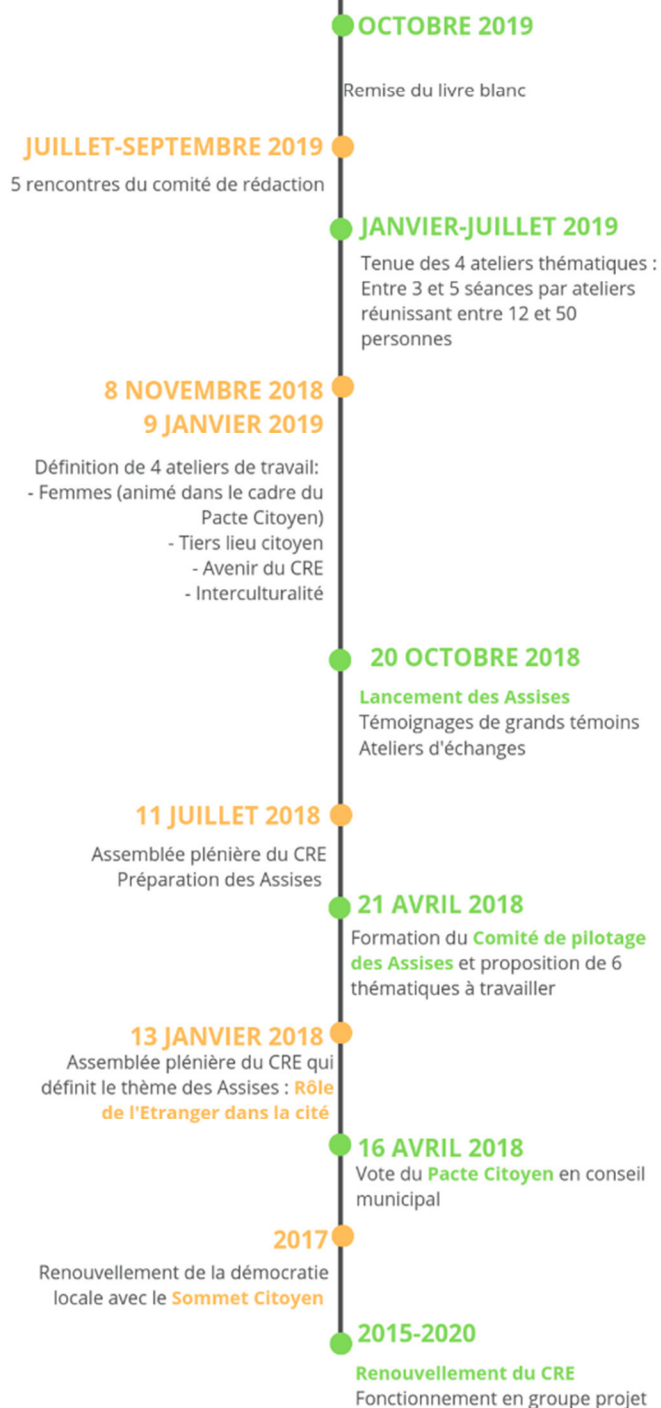 OCTOBRE 2019
Remise du livre blanc
JUILLET-SEPTEMBRE 2019
5 rencontres du comité de rédaction
JANVIER-JUILLET 2019
Tenue des 4 ateliers thématiques :
Entre 3 et 5 séances par ateliers
réunissant entre 12 et 50
personnes
8 NOVEMBRE 2018
9 JANVIER 2019
Définition de 4 ateliers de travail:
- Femmes (animé dans le cadre du
Pacte Citoyen)
- Tiers lieu citoyen
- Avenir du CRE
- Interculturalité
20 OCTOBRE 2018
Lancement des Assises
Témoignages de grands témoins
Ateliers d'échanges
11 JUILLET 2018
Assemblée plénière du CRE
Préparation des Assises
21 AVRIL 2018
Formation du Comité de pilotage
des Assises et proposition de 6
thématiques à travailler
13 JANVIER 2018
Assemblée plénière du CRE qui
définit le thème des Assises : Rôle
de l'Etranger dans la cité
16 AVRIL 2018
Vote du Pacte Citoyen en conseil
municipal
2017
Renouvellement de la démocratie
locale avec le Sommet Citoyen
2015-2020
Renouvellement du CRE
Fonctionnement en groupe projet